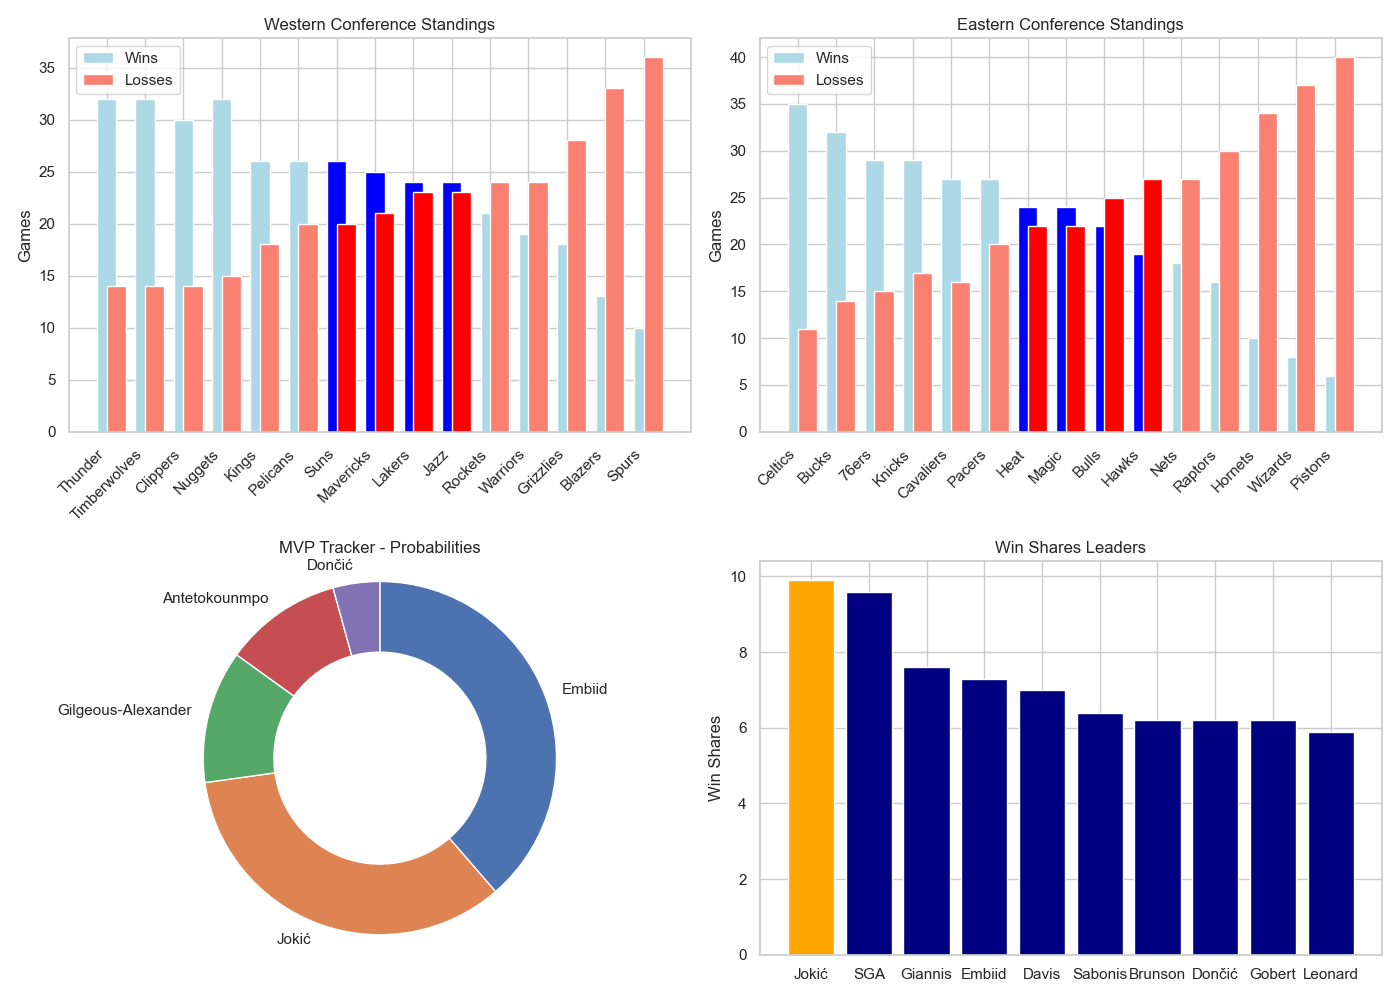 Western Conference Standings
Wins
Losses
Games
35
30
25
20
15
10
5
0
Thunder
Timberwolves
Clippers
Nuggets
Kings
Pelicans
Suns
Mavericks
Lakers
Jazz
Rockets
Warriors
Grizzlies
Blazers
Spurs
Eastern Conference Standings
Wins
Losses
Games
40
35
30
25
20
15
10
5
0
Celtics
Bucks
76ers
Knicks
Cavaliers
Pacers
Heat
Magic
Bulls
Hawks
Nets
Raptors
Hornets
Wizards
Pistons
MVP Tracker - Probabilities
Dončić
Antetokounmpo
Gilgeous-Alexander
Embiid
Jokić
Win Shares Leaders
Win Shares
10
8
6
4
2
0
Jokić
SGA
Giannis
Embiid
Davis
Sabonis
Brunson
Dončić
Gobert
Leonard